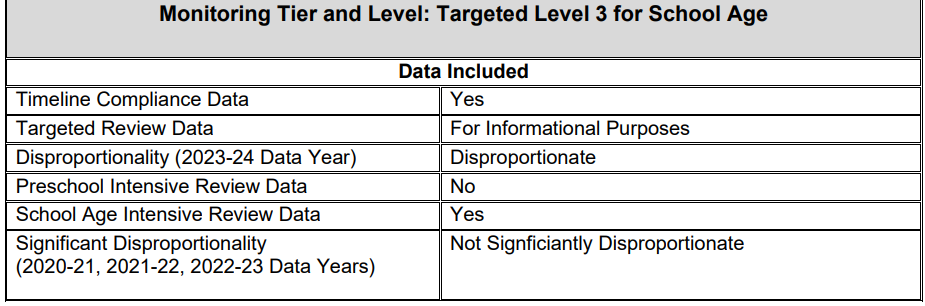 Monitoring Tier and Level: Targeted Level 3 for School Age
Data Included
Timeline Compliance Data Yes
Targeted Review Data For Informational Purposes
Disproportionality (2023-24 Data Year) Disproportionate
Preschool Intensive Review Data No
School Age Intensive Review Data Yes
Significant Disproportionality Not Signficiantly Disproportionate
(2020-21, 2021-22, 2022-23 Data Years)